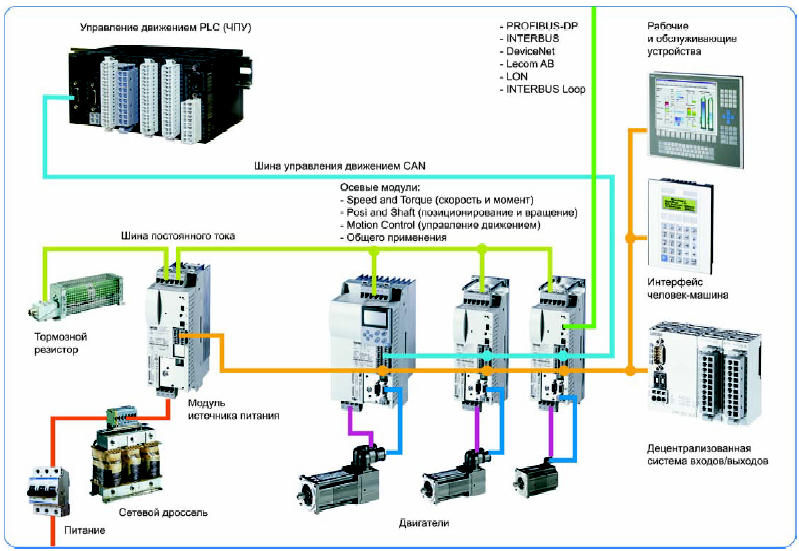 Управление движением PLC (ЧПУ)
- PROFIBUS-DP
- INTERBUS
- DeviceNet
- Lecom AB
- LON
- INTERBUS Loop
Рабочие
и обслуживающие
устройства
Шина управления движением CAN
Осевые модули:
- Speed and Torque (скорость и момент)
- Posi and Shaft (позиционирование и вращение)
- Motion Control (управление движением)
- Общего применения
Шина постоянного тока
Интерфейс
человек-машина
Тормозной
резистор
Модуль
источника питания
Децентрализованная
система входов/выходов
Сетевой дроссель
Питание
Двигатели